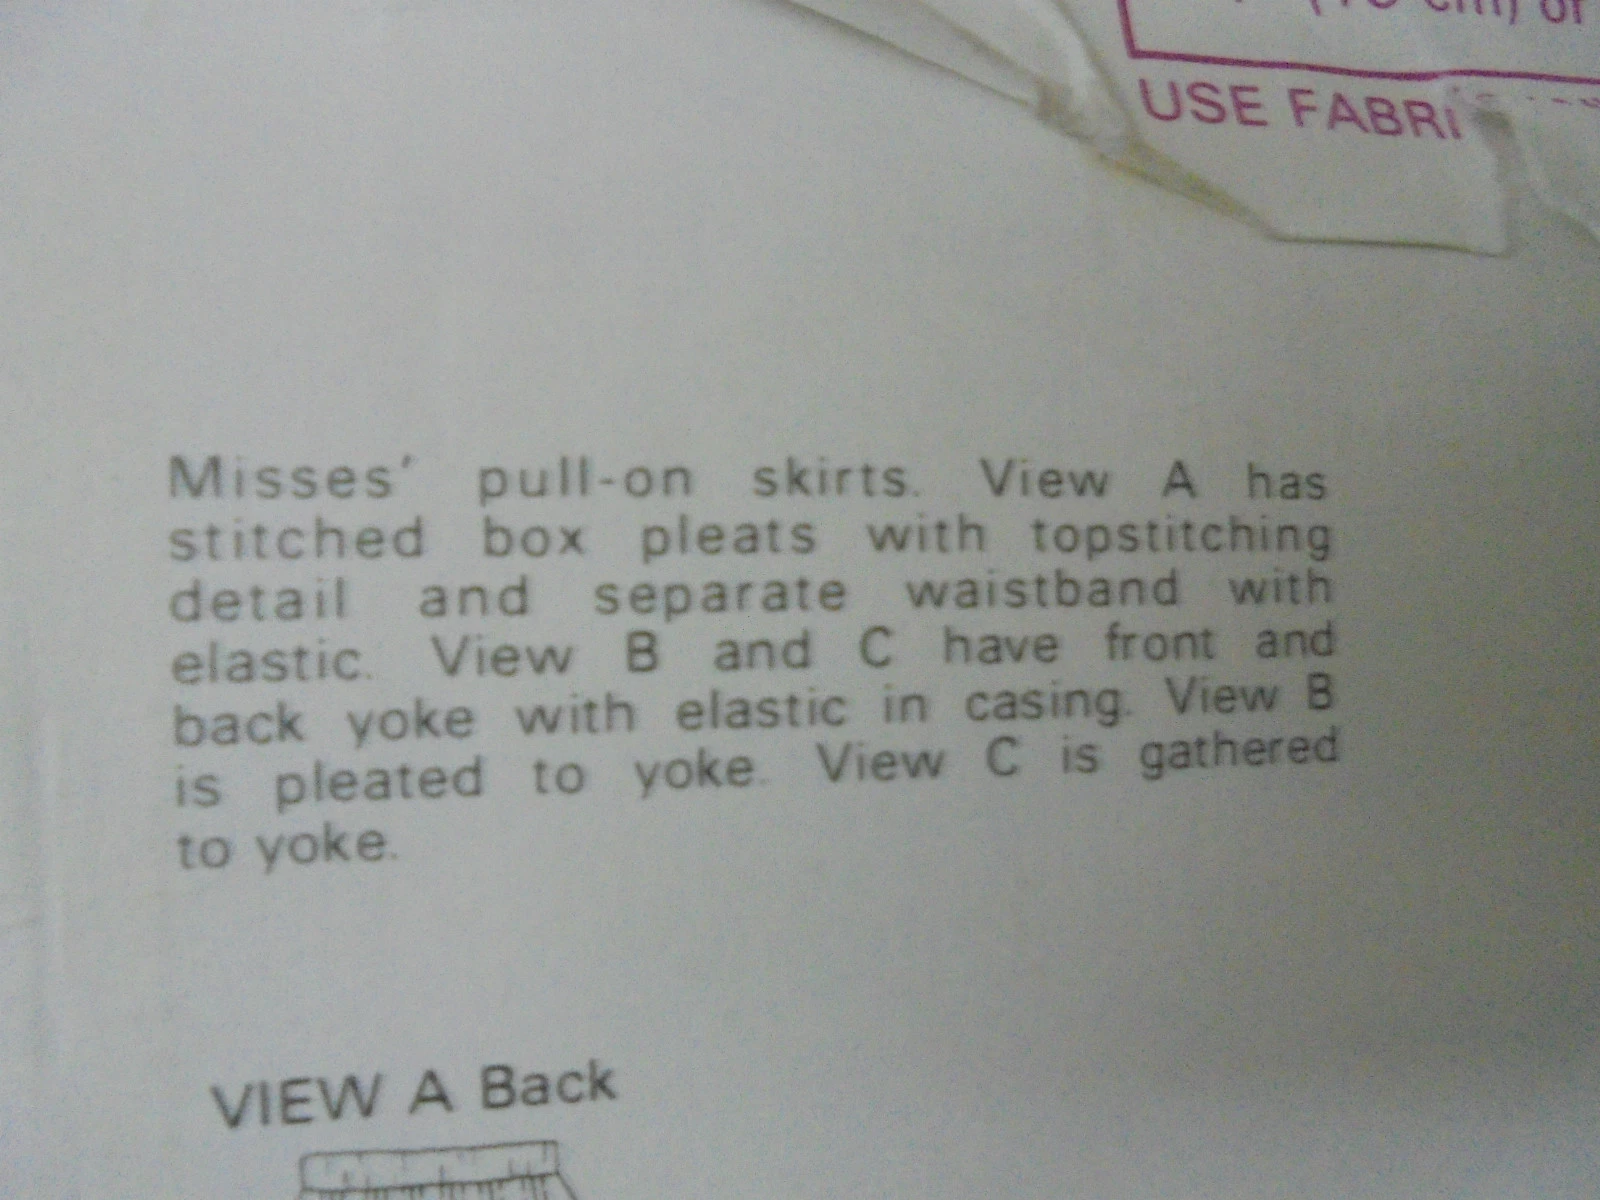 cm) or
USE FABRI
Misses' pull-on skirts. View A has
stitched box pleats with topstitching
detail and separate waistband with
elastic. View B and C have front and
back yoke with elastic in casing. View B
is pleated to yoke. View C is gathered
to yoke.
VIEW A Back